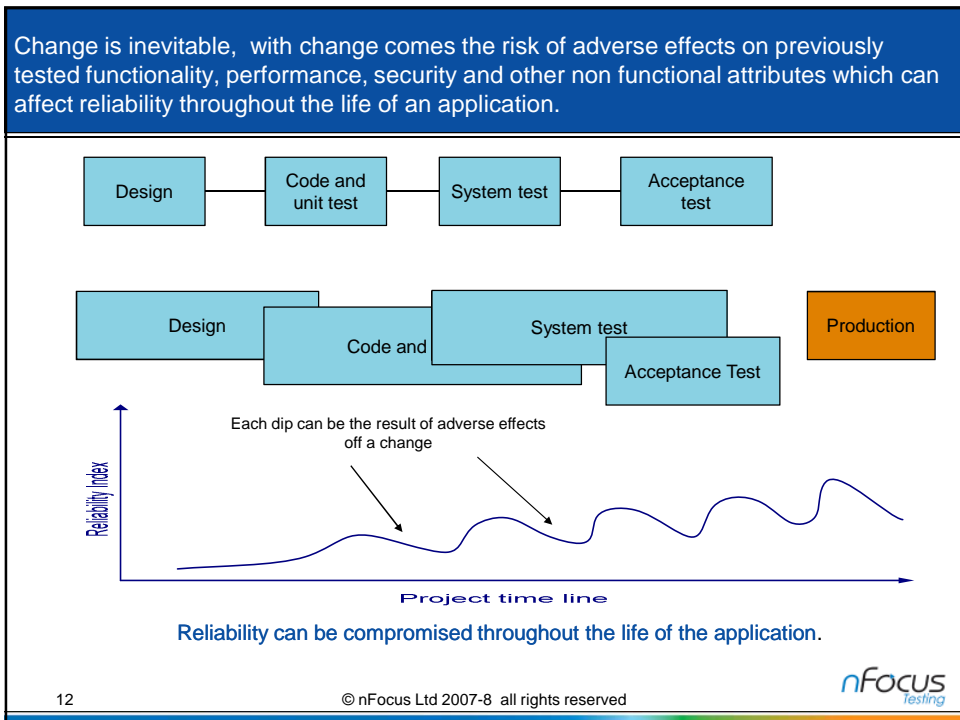 Change is inevitable, with change comes the risk of adverse effects on previously
tested functionality, performance, security and other non functional attributes which can
affect reliability throughout the life of an application.
Design
Code and
unit test
System test
Acceptance
test
Design
Code and
System test
Acceptance Test
Production
Each dip can be the result of adverse effects
off a change
Reliability Index
Project time line
Reliability can be compromised throughout the life of the application.
12
© nFocus Ltd 2007-8 all rights reserved
nFocus
Testing